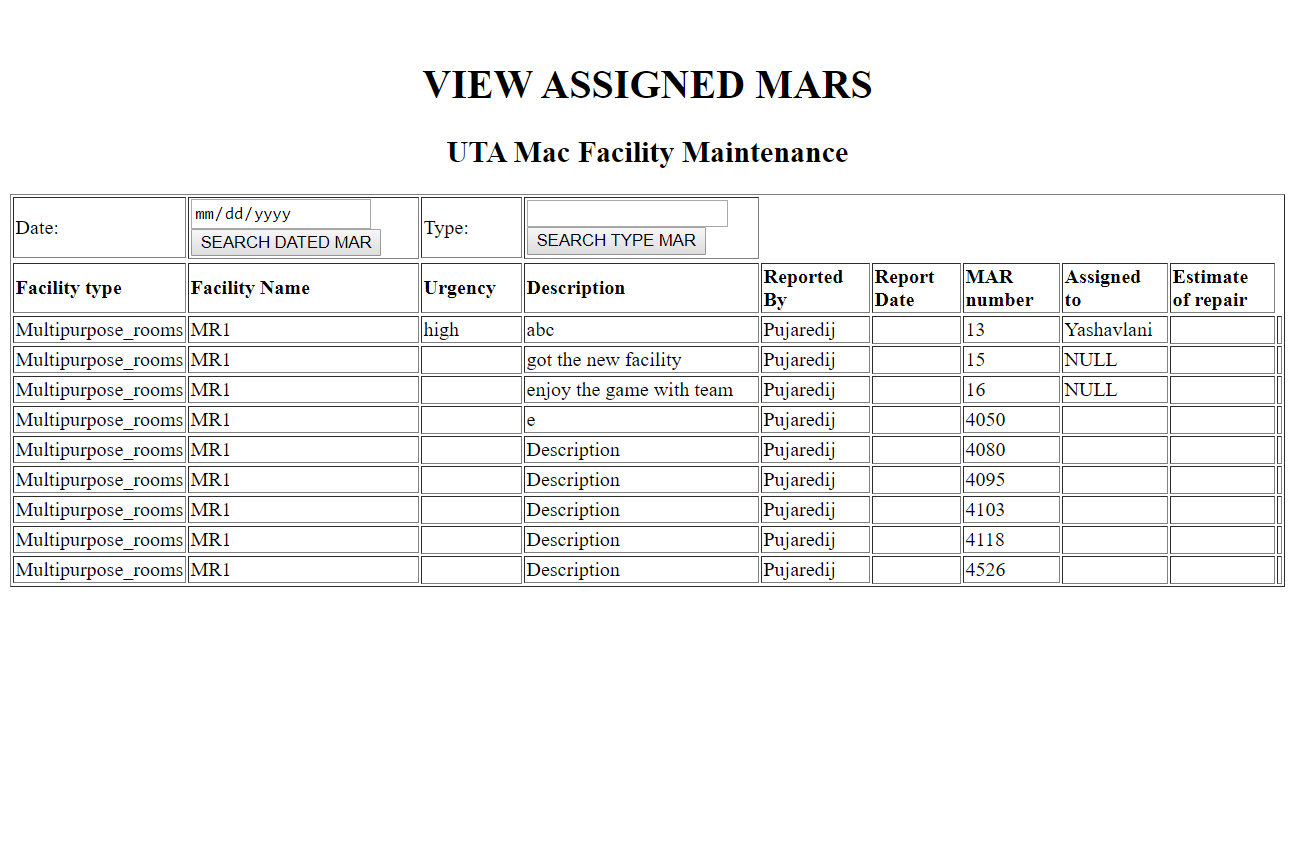 VIEW ASSIGNED MARS
UTA Mac Facility Maintenance
Date: mm/dd/yyyy SEARCH DATED MAR Type: SEARCH TYPE MAR
Facility type Facility Name Urgency Description Reported By Report Date MAR number Assigned to Estimate of repair
Multipurpose_rooms MR1 high abc Pujaredij 13 Yashavlani
Multipurpose_rooms MR1 got the new facility Pujaredij 15 NULL
Multipurpose_rooms MR1 enjoy the game with team Pujaredij 16 NULL
Multipurpose_rooms MR1 e Pujaredij 4050
Multipurpose_rooms MR1 Description Pujaredij 4080
Multipurpose_rooms MR1 Description Pujaredij 4095
Multipurpose_rooms MR1 Description Pujaredij 4103
Multipurpose_rooms MR1 Description Pujaredij 4118
Multipurpose_rooms MR1 Description Pujaredij 4526